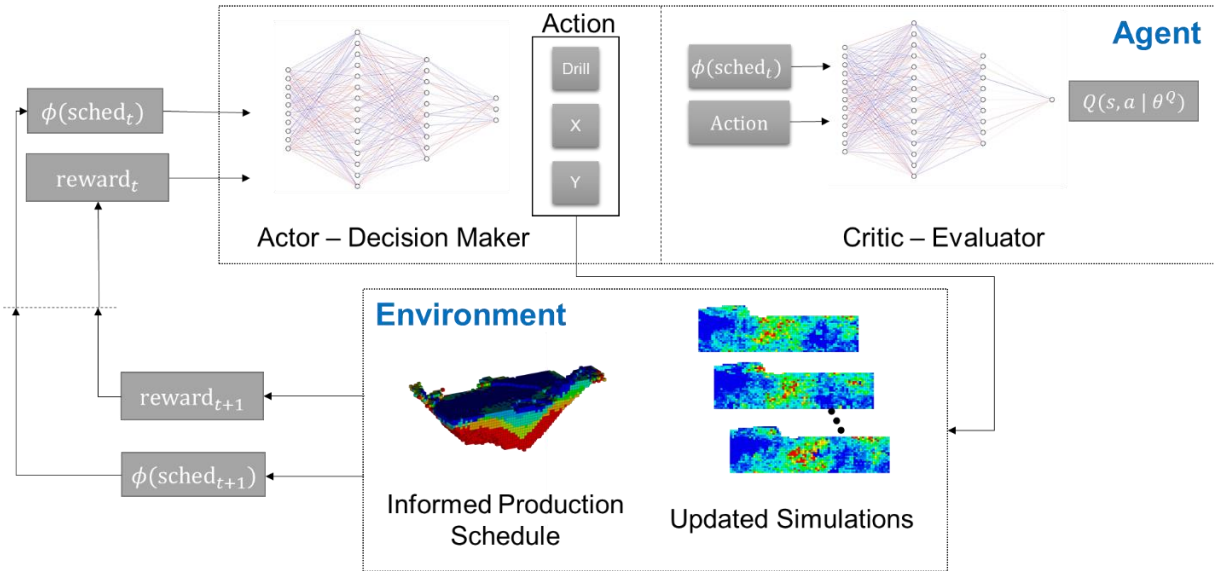 Action
Agent
Drill
X
Y
ϕ(sched_t)
reward_t
Actor – Decision Maker
ϕ(sched_t)
Action
Q(s, a | θ^Q)
Critic – Evaluator
Environment
reward_{t+1}
ϕ(sched_{t+1})
Informed Production
Schedule
Updated Simulations